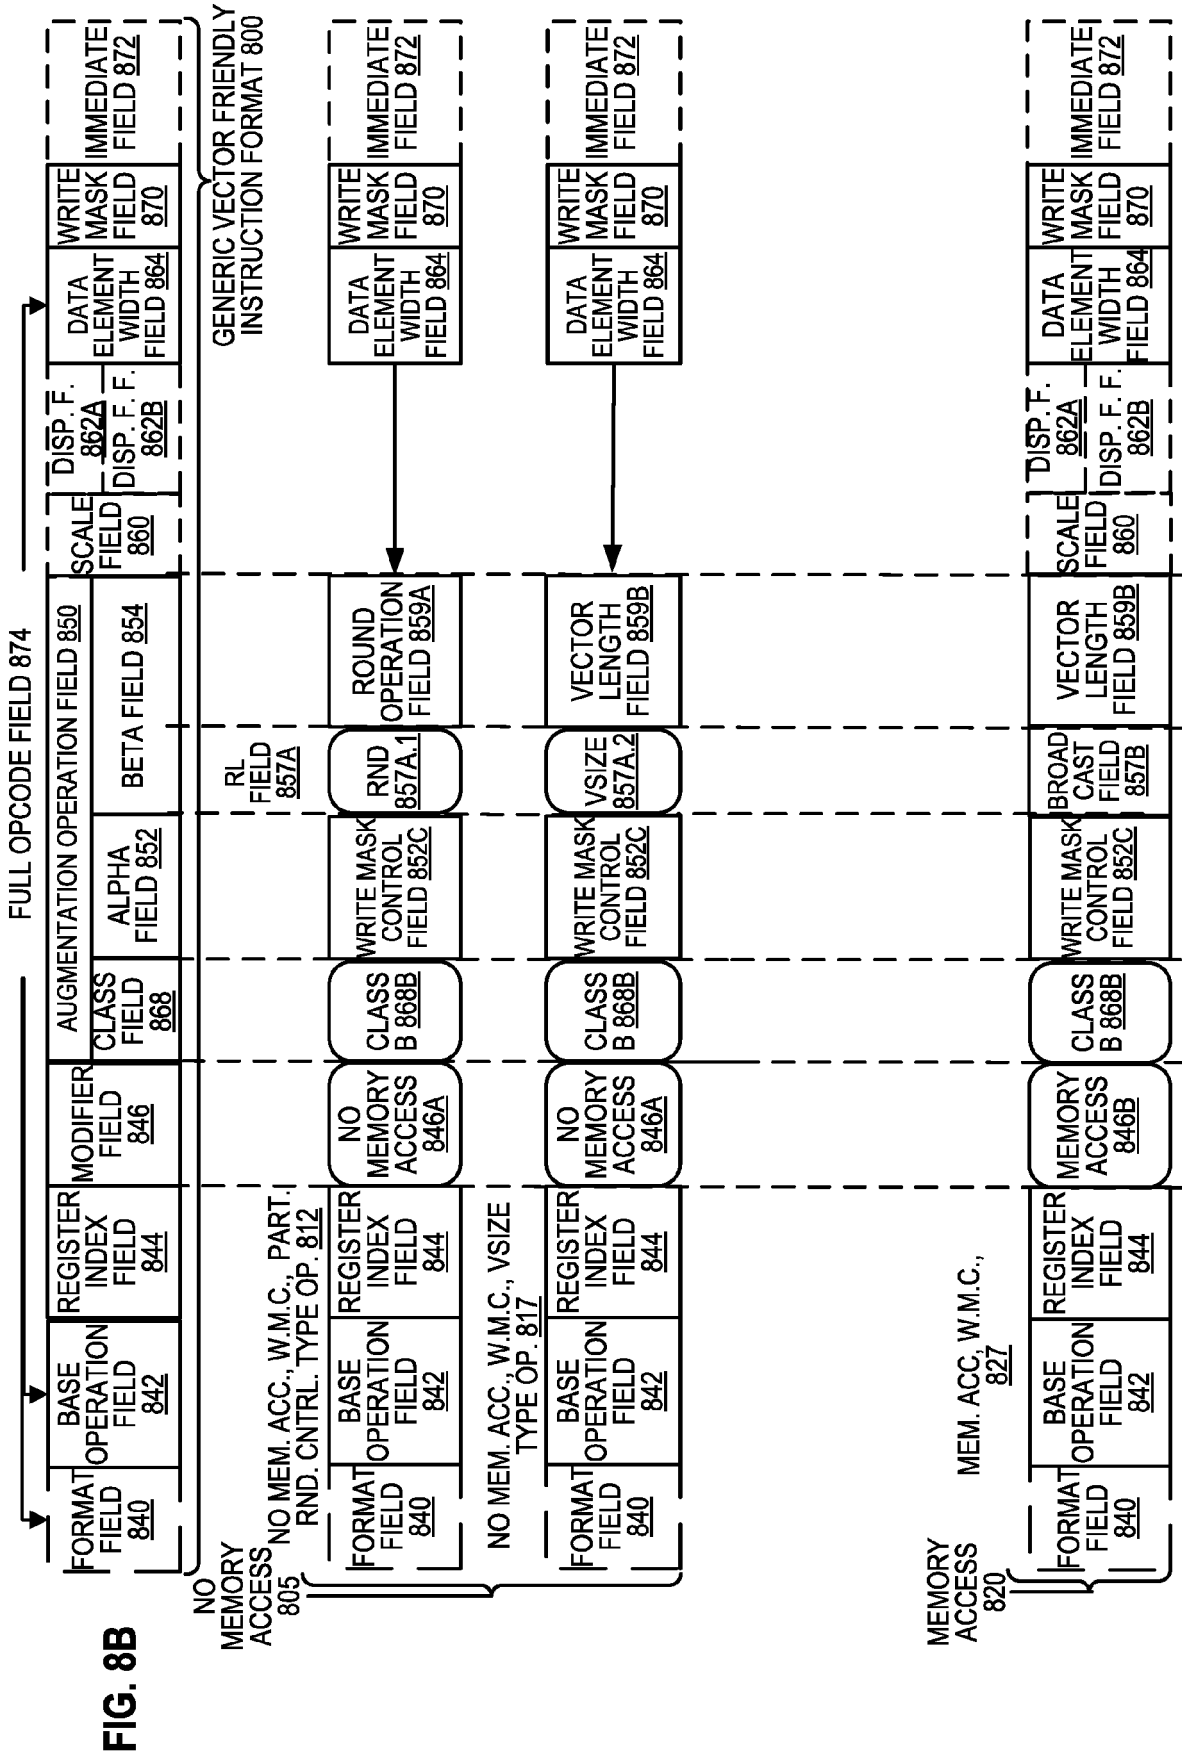 FIG. 8B
FULL OPCODE FIELD 874
FORMAT
FIELD
840
BASE
OPERATION
FIELD
842
REGISTER
INDEX
FIELD
844
MODIFIER
FIELD
846
AUGMENTATION OPERATION FIELD 850
CLASS
FIELD
868
ALPHA
FIELD 852
BETA FIELD 854
SCALE
FIELD
860
DISP. F.
862A
DISP. F. F.
862B
DATA
ELEMENT
WIDTH
FIELD 864
WRITE
MASK
FIELD
870
IMMEDIATE
FIELD 872
GENERIC VECTOR FRIENDLY
INSTRUCTION FORMAT 800
NO
MEMORY
ACCESS
805
NO MEM. ACC., W.M.C., PART.
RND. CNTRL. TYPE OP. 812
RL
FIELD
857A
FORMAT
FIELD
840
BASE
OPERATION
FIELD
842
REGISTER
INDEX
FIELD
844
NO
MEMORY
ACCESS
846A
CLASS
B 868B
WRITE MASK
CONTROL
FIELD 852C
RND
857A.1
ROUND
OPERATION
FIELD 859A
DATA
ELEMENT
WIDTH
FIELD 864
WRITE
MASK
FIELD
870
IMMEDIATE
FIELD 872
NO MEM. ACC., W.M.C., VSIZE
TYPE OP. 817
FORMAT
FIELD
840
BASE
OPERATION
FIELD
842
REGISTER
INDEX
FIELD
844
NO
MEMORY
ACCESS
846A
CLASS
B 868B
WRITE MASK
CONTROL
FIELD 852C
VSIZE
857A.2
VECTOR
LENGTH
FIELD 859B
DATA
ELEMENT
WIDTH
FIELD 864
WRITE
MASK
FIELD
870
IMMEDIATE
FIELD 872
MEMORY
ACCESS
820
MEM. ACC, W.M.C.,
827
FORMAT
FIELD
840
BASE
OPERATION
FIELD
842
REGISTER
INDEX
FIELD
844
MEMORY
ACCESS
846B
CLASS
B 868B
WRITE MASK
CONTROL
FIELD 852C
BROAD
CAST
FIELD
857B
VECTOR
LENGTH
FIELD 859B
SCALE
FIELD
860
DISP. F.
862A
DISP. F. F.
862B
DATA
ELEMENT
WIDTH
FIELD 864
WRITE
MASK
FIELD
870
IMMEDIATE
FIELD 872